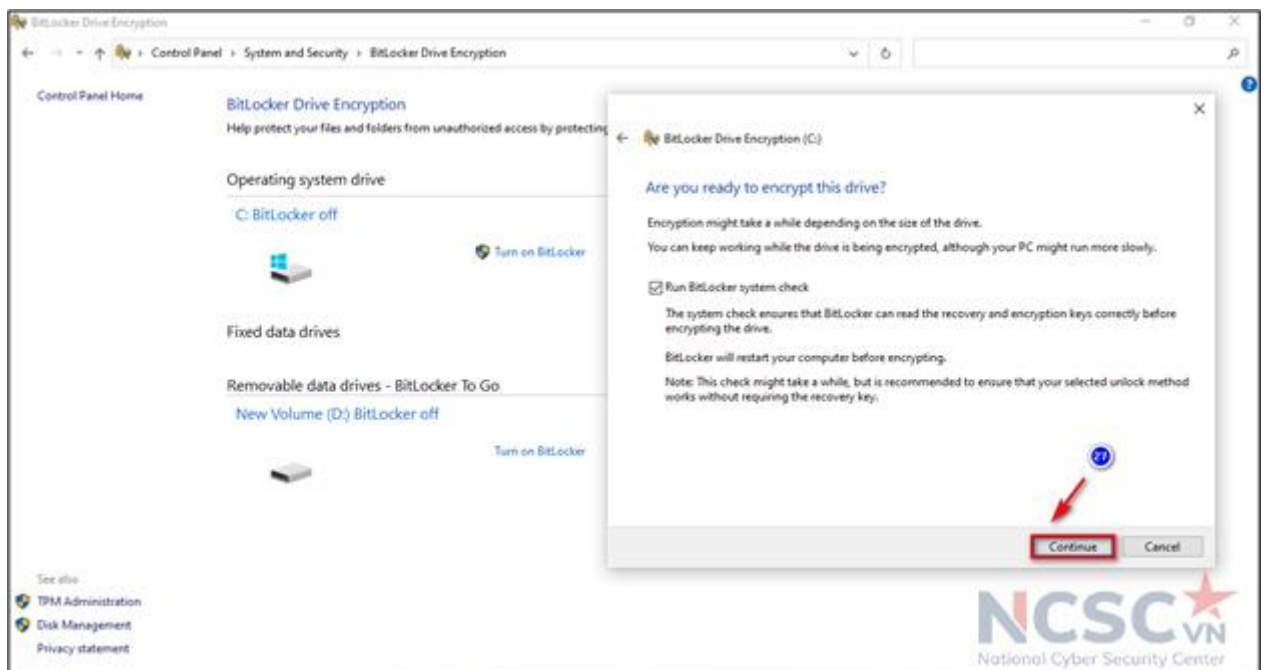 BitLocker Drive Encryption
Control Panel › System and Security › BitLocker Drive Encryption
Control Panel Home
BitLocker Drive Encryption
Help protect your files and folders from unauthorized access by protecting
Operating system drive
C: BitLocker off
Turn on BitLocker
Fixed data drives
Removable data drives - BitLocker To Go
New Volume (D:) BitLocker off
Turn on BitLocker
See also
TPM Administration
Disk Management
Privacy statement
BitLocker Drive Encryption (C:)
Are you ready to encrypt this drive?
Encryption might take a while depending on the size of the drive.
You can keep working while the drive is being encrypted, although your PC might run more slowly.
Run BitLocker system check
The system check ensures that BitLocker can read the recovery and encryption keys correctly before
encrypting the drive.
BitLocker will restart your computer before encrypting.
Note: This check might take a while, but is recommended to ensure that your selected unlock method
works without requiring the recovery key.
27
Continue Cancel
NCSC VN
National Cyber Security Center